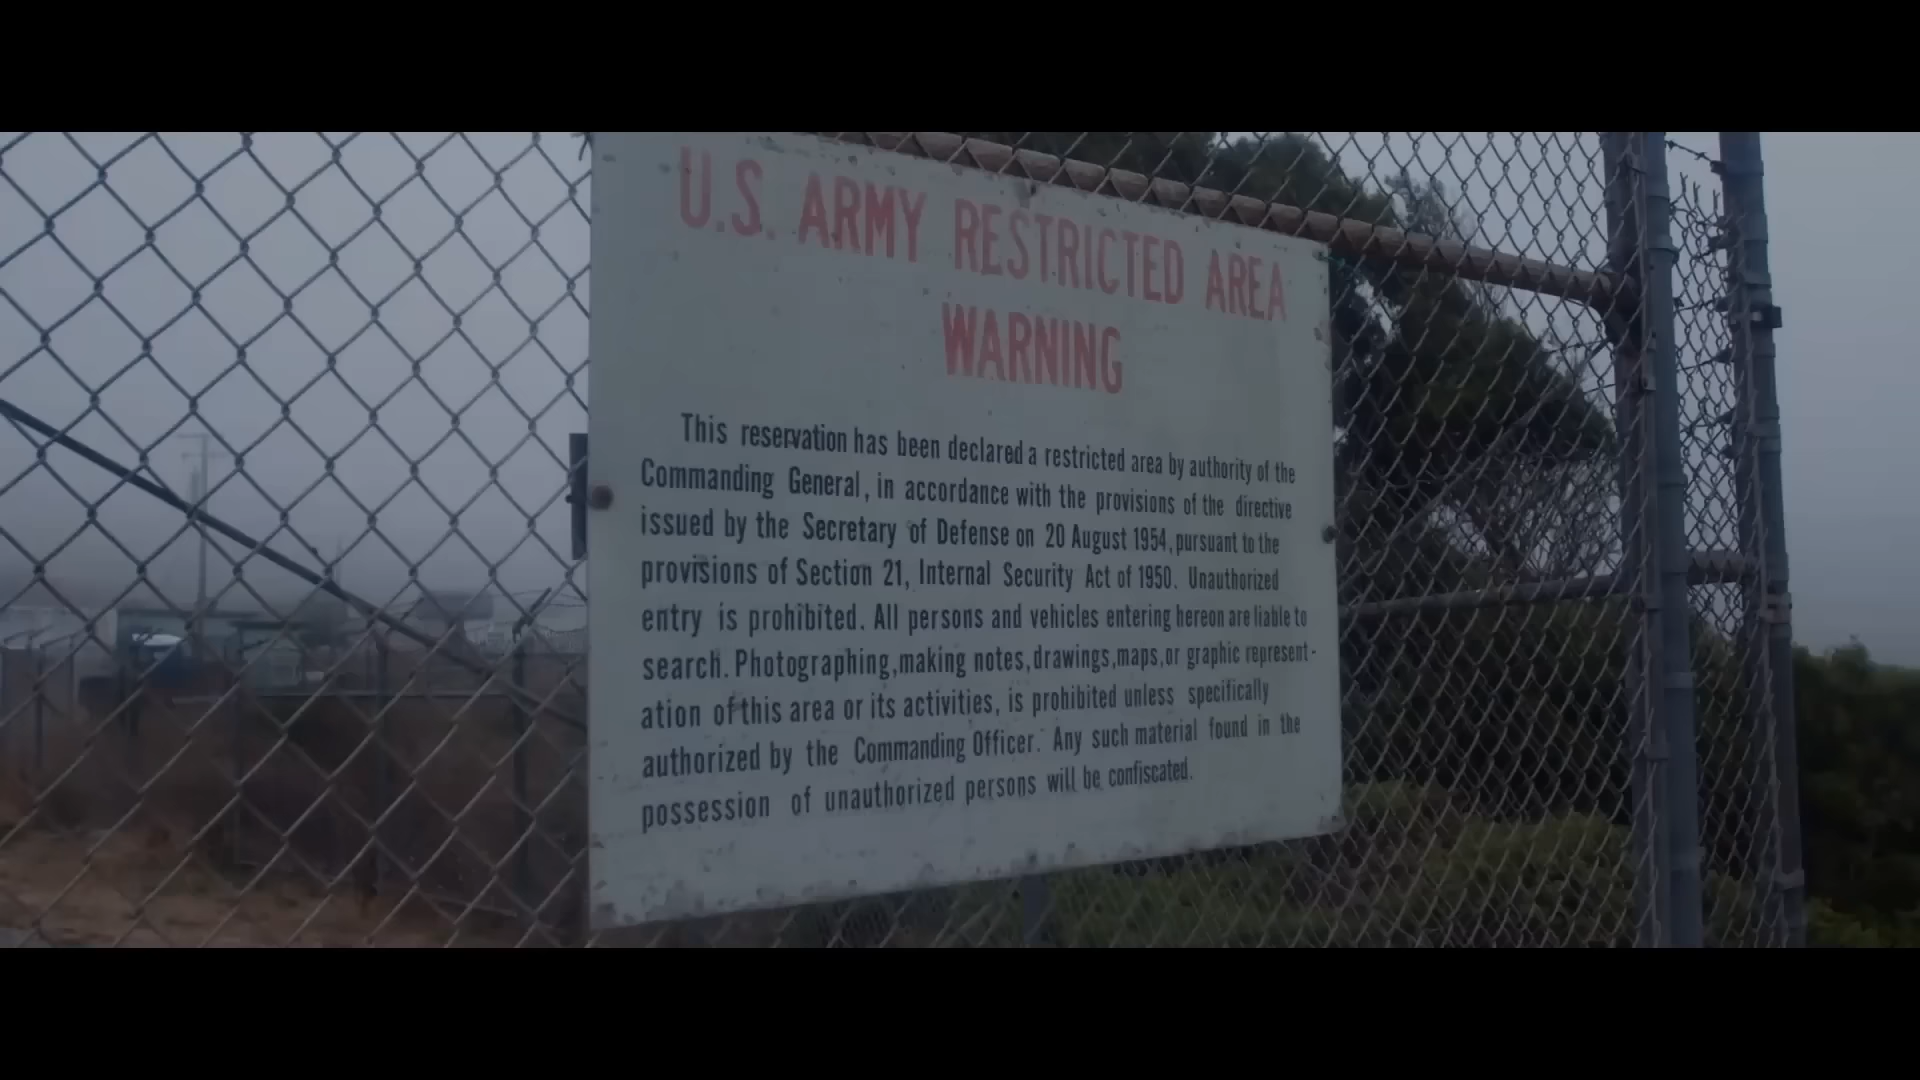 U.S. ARMY RESTRICTED AREA
WARNING
This reservation has been declared a restricted area by authority of the
Commanding General, in accordance with the provisions of the directive
issued by the Secretary of Defense on 20 August 1954, pursuant to the
provisions of Section 21, Internal Security Act of 1950. Unauthorized
entry is prohibited. All persons and vehicles entering hereon are liable to
search. Photographing, making notes, drawings, maps, or graphic represent-
ation of this area or its activities, is prohibited unless specifically
authorized by the Commanding Officer. Any such material found in the
possession of unauthorized persons will be confiscated.